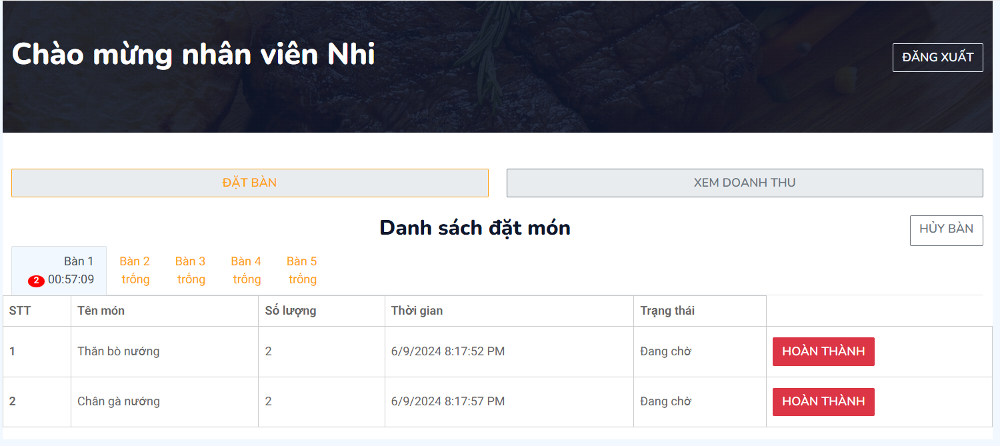 Chào mừng nhân viên Nhi
ĐĂNG XUẤT
ĐẶT BÀN
XEM DOANH THU
Danh sách đặt món
HỦY BÀN
Bàn 1 Bàn 2 Bàn 3 Bàn 4 Bàn 5
2 00:57:09 trống trống trống trống
STT Tên món Số lượng Thời gian Trạng thái
1 Thăn bò nướng 2 6/9/2024 8:17:52 PM Đang chờ HOÀN THÀNH
2 Chân gà nướng 2 6/9/2024 8:17:57 PM Đang chờ HOÀN THÀNH